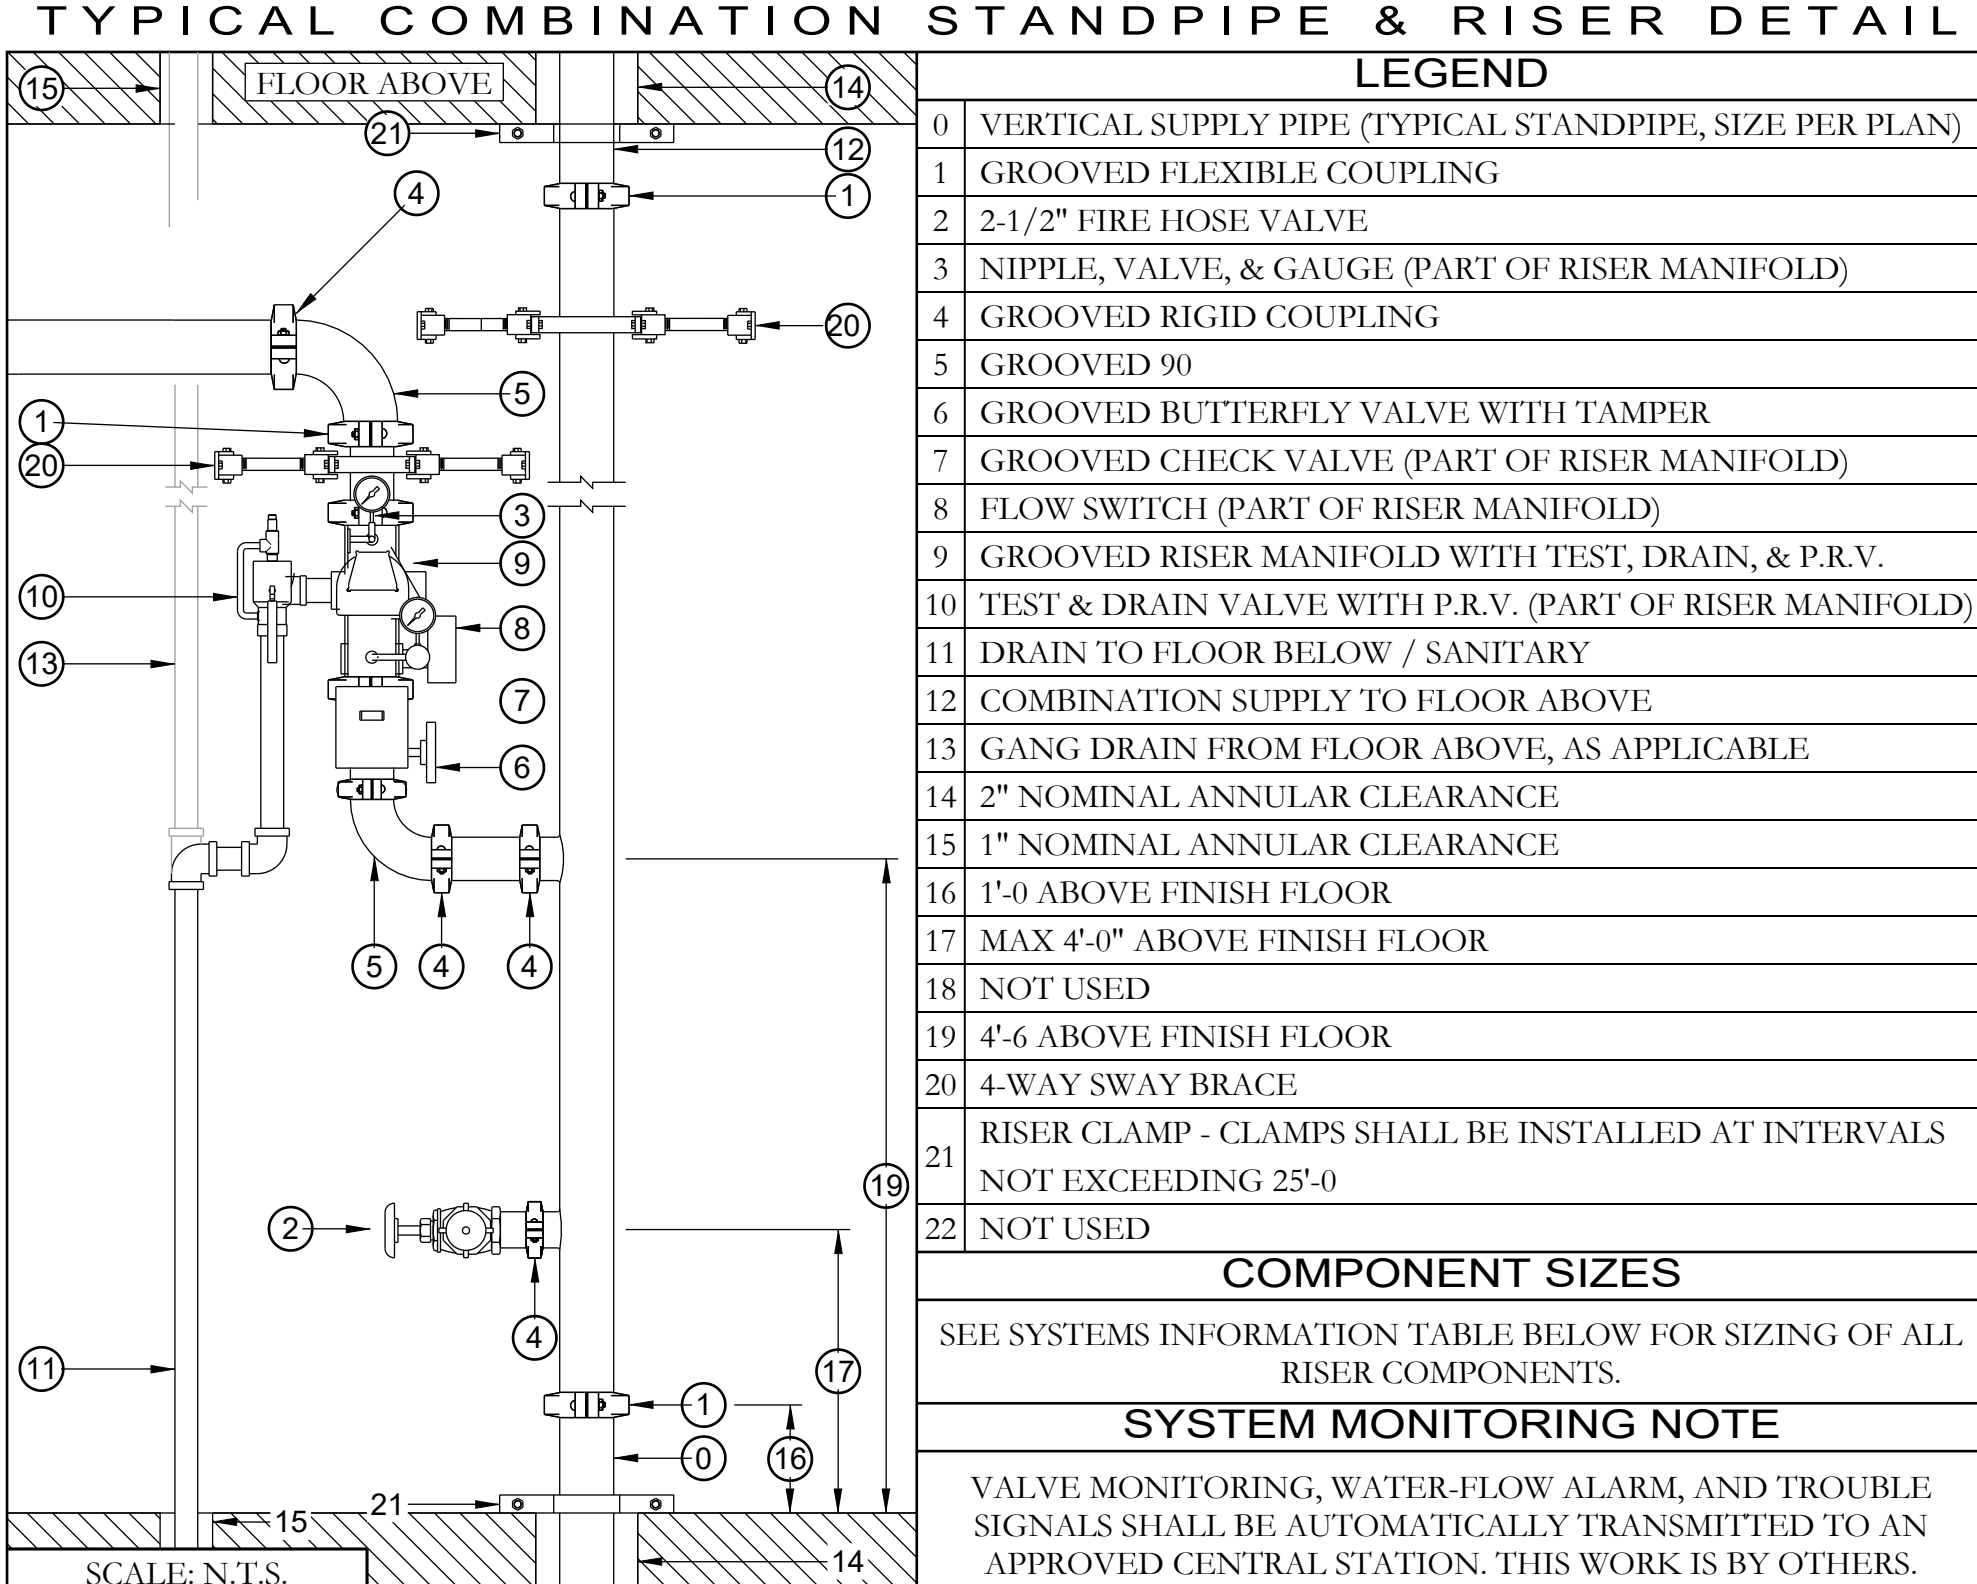 TYPICAL COMBINATION STANDPIPE & RISER DETAIL
15
FLOOR ABOVE
14
21
12
4
1
20
5
1
20
3
9
10
8
13
7
6
5
4
4
19
2
4
17
11
1
0
16
21
15
14
SCALE: N.T.S.
LEGEND
0 VERTICAL SUPPLY PIPE (TYPICAL STANDPIPE, SIZE PER PLAN)
1 GROOVED FLEXIBLE COUPLING
2 2-1/2" FIRE HOSE VALVE
3 NIPPLE, VALVE, & GAUGE (PART OF RISER MANIFOLD)
4 GROOVED RIGID COUPLING
5 GROOVED 90
6 GROOVED BUTTERFLY VALVE WITH TAMPER
7 GROOVED CHECK VALVE (PART OF RISER MANIFOLD)
8 FLOW SWITCH (PART OF RISER MANIFOLD)
9 GROOVED RISER MANIFOLD WITH TEST, DRAIN, & P.R.V.
10 TEST & DRAIN VALVE WITH P.R.V. (PART OF RISER MANIFOLD)
11 DRAIN TO FLOOR BELOW / SANITARY
12 COMBINATION SUPPLY TO FLOOR ABOVE
13 GANG DRAIN FROM FLOOR ABOVE, AS APPLICABLE
14 2" NOMINAL ANNULAR CLEARANCE
15 1" NOMINAL ANNULAR CLEARANCE
16 1'-0 ABOVE FINISH FLOOR
17 MAX 4'-0" ABOVE FINISH FLOOR
18 NOT USED
19 4'-6 ABOVE FINISH FLOOR
20 4-WAY SWAY BRACE
21 RISER CLAMP - CLAMPS SHALL BE INSTALLED AT INTERVALS
NOT EXCEEDING 25'-0
22 NOT USED
COMPONENT SIZES
SEE SYSTEMS INFORMATION TABLE BELOW FOR SIZING OF ALL
RISER COMPONENTS.
SYSTEM MONITORING NOTE
VALVE MONITORING, WATER-FLOW ALARM, AND TROUBLE
SIGNALS SHALL BE AUTOMATICALLY TRANSMITTED TO AN
APPROVED CENTRAL STATION. THIS WORK IS BY OTHERS.